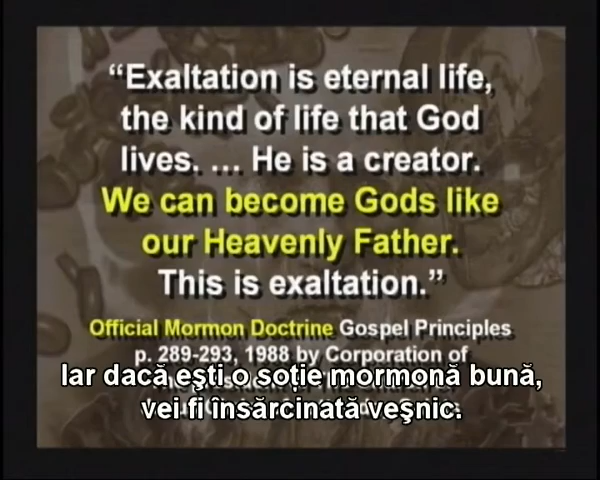 “Exaltation is eternal life,
the kind of life that God
lives. ... He is a creator.
We can become Gods like
our Heavenly Father.
This is exaltation.”
Official Mormon Doctrine Gospel Principles
p. 289-293, 1988 by Corporation of
Iar dacă eşti o soţie mormonă bună,
vei fi însărcinată veşnic.